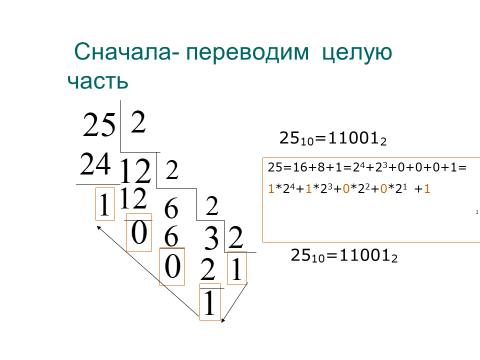 Сначала- переводим целую
часть
25 2
24 12 2
1 12 6 2
0 6 3 2
0 2 1
1
25₁₀=11001₂
25=16+8+1=2⁴+2³+0+0+0+1=
1*2⁴+1*2³+0*2²+0*2¹ +1
1
25₁₀=11001₂